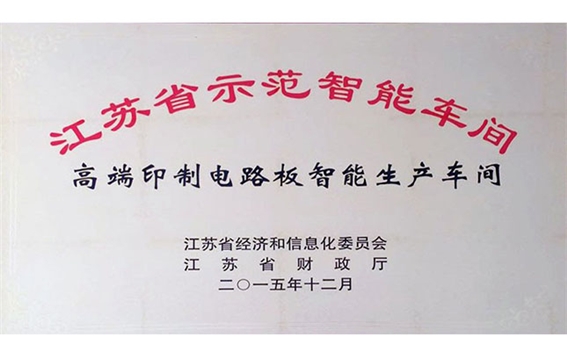 江苏省示范智能车间
高端印制电路板智能生产车间
江苏省经济和信息化委员会
江苏省财政厅
二〇一五年十二月